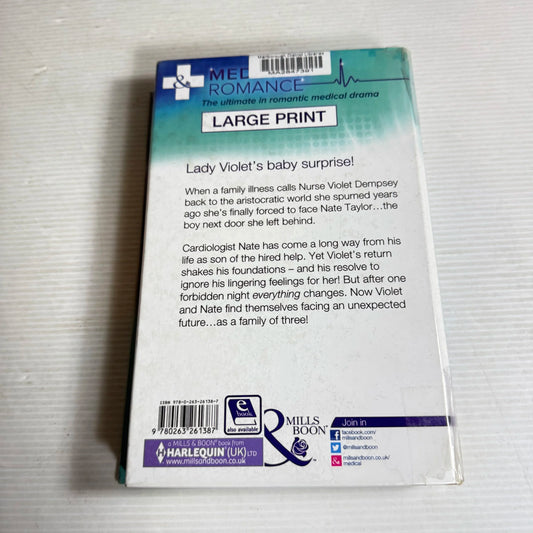 MED
& ROMANCE
The ultimate in romantic medical drama
LARGE PRINT
Lady Violet's baby surprise!
When a family illness calls Nurse Violet Dempsey
back to the aristocratic world she spurned years
ago she's finally forced to face Nate Taylor…the
boy next door she left behind.
Cardiologist Nate has come a long way from his
life as son of the hired help. Yet Violet's return
shakes his foundations – and his resolve to
ignore his lingering feelings for her! But after one
forbidden night everything changes. Now Violet
and Nate find themselves facing an unexpected
future…as a family of three!
ISBN 978-0-263-26138-7
9 780263 261387
e
book
also available
MILLS
& BOON
a MILLS & BOON book from
HARLEQUIN (UK) LTD
www.millsandboon.co.uk
Join in
facebook.com/
millsandboon
@millsandboon
& millsandboon.co.uk/
medical